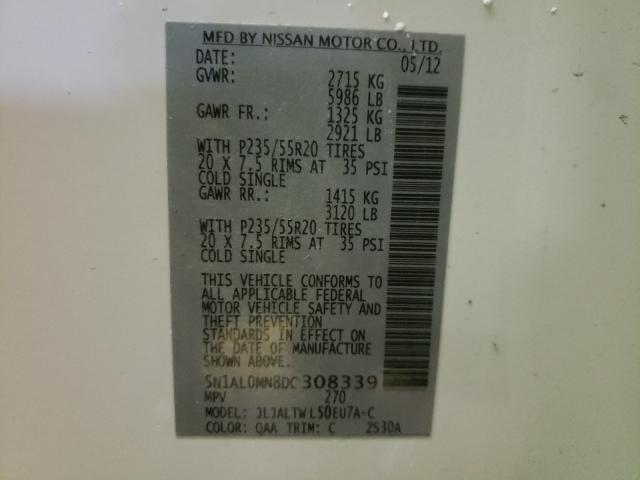 MFD BY NISSAN MOTOR CO., LTD.
DATE: 05/12
GVWR: 2715 KG
5986 LB
GAWR FR.: 1325 KG
2921 LB
WITH P235/55R20 TIRES
20 X 7.5 RIMS AT 35 PSI
COLD SINGLE
GAWR RR.: 1415 KG
3120 LB
WITH P235/55R20 TIRES
20 X 7.5 RIMS AT 35 PSI
COLD SINGLE
THIS VEHICLE CONFORMS TO
ALL APPLICABLE FEDERAL
MOTOR VEHICLE SAFETY AND
THEFT PREVENTION
STANDARDS IN EFFECT ON
THE DATE OF MANUFACTURE
SHOWN ABOVE.
5N1AL0MN8DC308339
MPV 270
MODEL: JLJALTWL50EU7A-C
COLOR: QAA TRIM: C 2530A